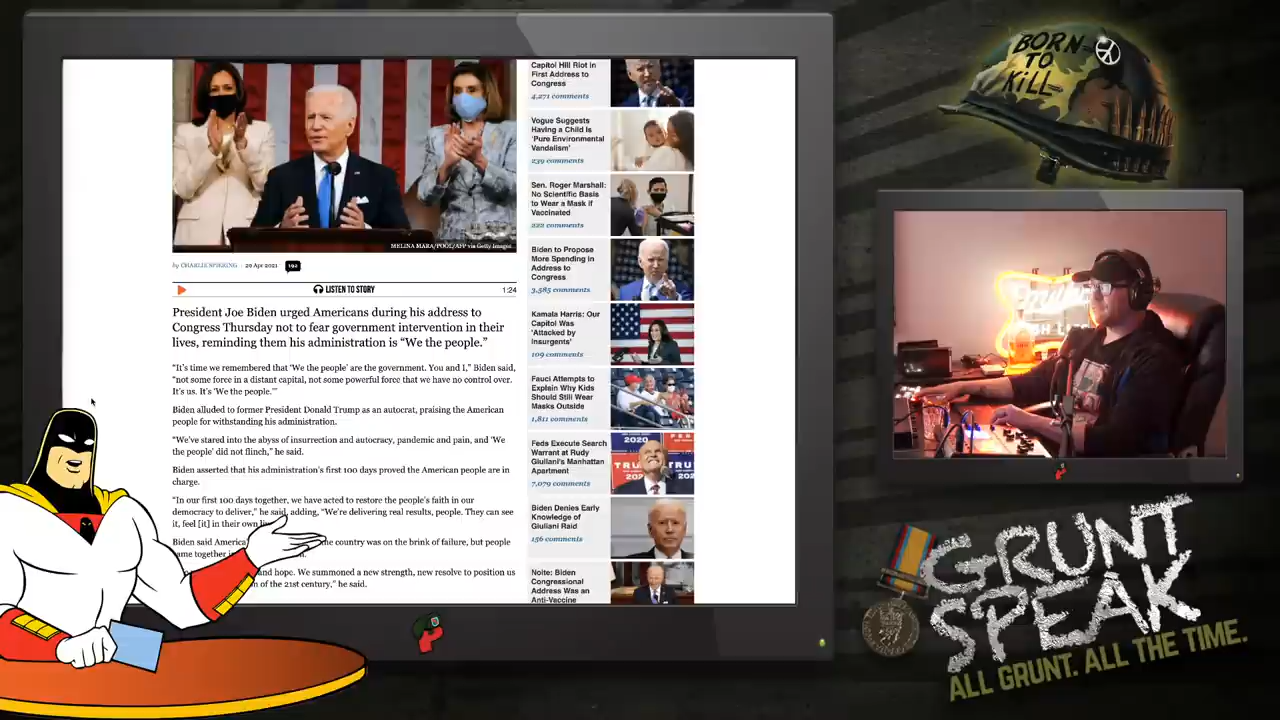 MELINA MARA/POOL/AFP via Getty Images
by CHARLIE SPIERING
192
LISTEN TO STORY
1:24
President Joe Biden urged Americans during his address to
Congress Thursday not to fear government intervention in their
lives, reminding them his administration is “We the people.”
“It’s time we remembered that ‘We the people’ are the government. You and I,” Biden said,
“not some force in a distant capital, not some powerful force that we have no control over.
It’s us. It’s ‘We the people.’”
Biden alluded to former President Donald Trump as an autocrat, praising the American
people for withstanding his administration.
“We’ve stared into the abyss of insurrection and autocracy, pandemic and pain, and ‘We
the people’ did not flinch,” he said.
Biden asserted that his administration’s first 100 days proved the American people are in
charge.
“In our first 100 days together, we have acted to restore the people’s faith in our
democracy to deliver,” he said, adding, “We’re delivering real results, people. They can see
it, feel [it] in their own
Biden said America
the country was on the brink of failure, but people
came together
and hope. We summoned a new strength, new resolve to position us
of the 21st century,” he said.
Capitol Hill Riot in
First Address to
Congress
4,271 comments
Vogue Suggests
Having a Child Is
‘Pure Environmental
Vandalism’
239 comments
Sen. Roger Marshall:
No Scientific Basis
to Wear a Mask if
Vaccinated
222 comments
Biden to Propose
More Spending in
Address to
Congress
3,585 comments
Kamala Harris: Our
Capitol Was
‘Attacked by
Insurgents’
109 comments
Fauci Attempts to
Explain Why Kids
Should Still Wear
Masks Outside
1,811 comments
Feds Execute Search
Warrant at Rudy
Giuliani’s Manhattan
Apartment
7,079 comments
2020
Biden Denies Early
Knowledge of
Giuliani Raid
156 comments
Nolte: Biden
Congressional
Address Was an
Anti-Vaccine
BORN
TO
KILL
GRUNT
SPEAK
ALL GRUNT. ALL THE TIME.